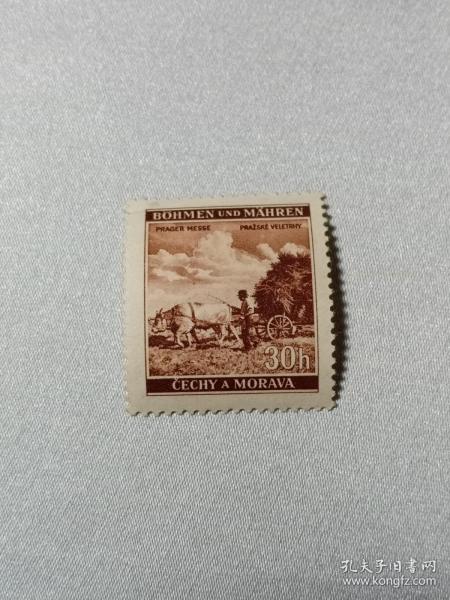 BÖHMEN UND MÄHREN
PRAGER MESSE PRAŽSKÉ VELETRHY
30h
ČECHY A MORAVA
孔夫子旧书网
www.kongfz.com